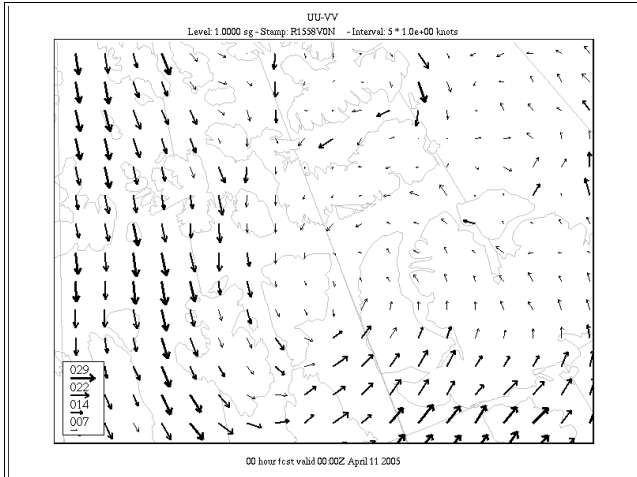 UU-VV
Level: 1.0000 sg - Stamp: R1558V0N - Interval: 5 * 1.0e+00 knots
029
022
014
007
00 hour fcst valid 00:00Z April 11 2005